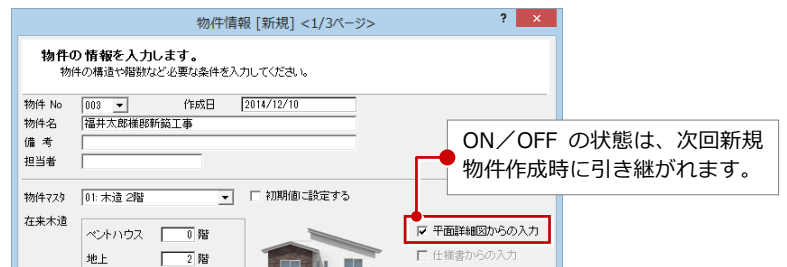 物件情報 [新規] <1/3ページ>
? ×
物件の情報を入力します。
物件の構造や階数など必要な条件を入力してください。
物件 No 003 作成日 2014/12/10
物件名 福井太郎様邸新築工事
備 考
担当者
ON／OFF の状態は、次回新規
物件作成時に引き継がれます。
物件マスタ 01: 木造 2階 初期値に設定する
在来木造
ペントハウス 0 階
地上 2 階
平面詳細図からの入力
仕様書からの入力